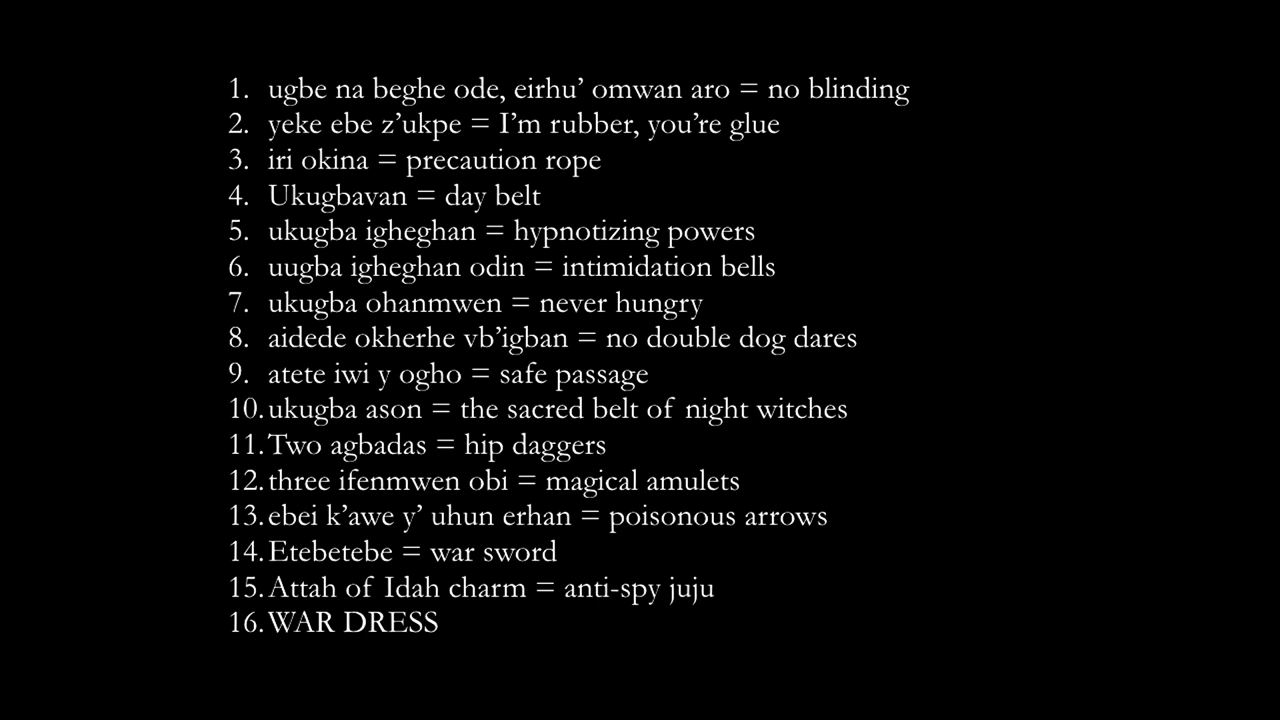 1. ugbe na beghe ode, eirhu’ omwan aro = no blinding
2. yeke ebe z’ukpe = I’m rubber, you’re glue
3. iri okina = precaution rope
4. Ukugbavan = day belt
5. ukugba igheghan = hypnotizing powers
6. uugba igheghan odin = intimidation bells
7. ukugba ohanmwen = never hungry
8. aidede okherhe vb’igban = no double dog dares
9. atete iwi y ogho = safe passage
10. ukugba ason = the sacred belt of night witches
11. Two agbadas = hip daggers
12. three ifenmwen obi = magical amulets
13. ebei k’awe y’ uhun erhan = poisonous arrows
14. Etebetebe = war sword
15. Attah of Idah charm = anti-spy juju
16. WAR DRESS